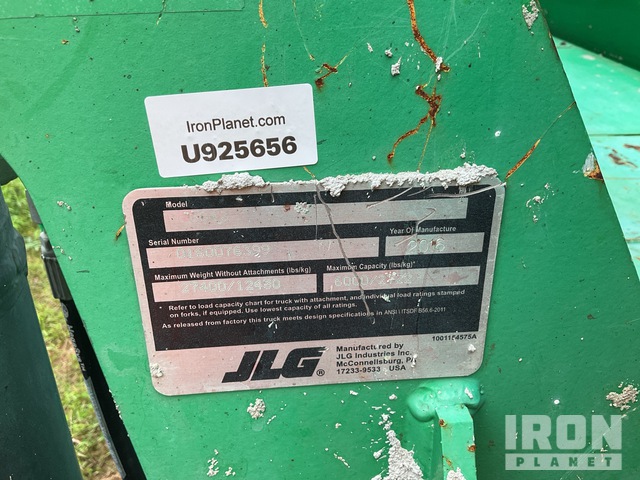 IronPlanet.com
U925656
Model
Serial Number
Year Of Manufacture
Maximum Weight Without Attachments (lbs/kg)
Maximum Capacity (lbs/kg)*
27400/12480
Refer to load capacity chart for truck with attachment, and individual load ratings stamped
on forks, if equipped. Use lowest capacity of all ratings.
As released from factory this truck meets design specifications in ANSI \ ITSDF B56.6-2011
1001154575A
JLG®
Manufactured by
JLG Industries Inc.
McConnellsburg, PA
17233-9533 USA
IRON
PLANET